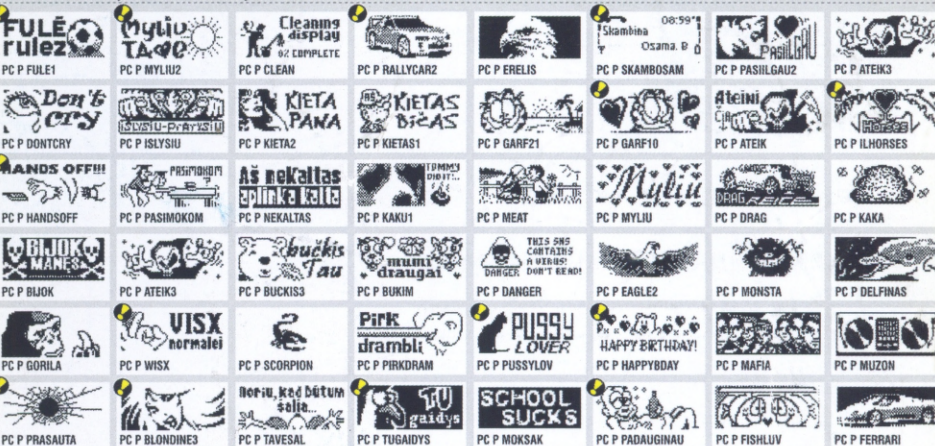 FULĖ
rulez
PC P FULE1
Myliu
TAVE
PC P MYLIU2
Cleaning
display
0% COMPLETE
PC P CLEAN
PC P RALLYCAR2
PC P ERELIS
08:59
Skambina
Osama. B
PC P SKAMBOSAM
PASIILGAU
PC P PASIILGAU2
PC P ATEIK3
Don't
cry
PC P DONTCRY
IŠLYSIU-PRARYSIU
PC P ISLYSIU
KIETA
PANA
PC P KIETA2
KIETAS
BIČAS
PC P KIETAS1
PC P GARF21
PC P GARF10
Ateini
PC P ATEIK
Horses
PC P ILHORSES
HANDS OFF!!!
PC P HANDSOFF
PASIMOKOM
PC P PASIMOKOM
Aš nekaltas
aplinka kalta
PC P NEKALTAS
TOMMY
IDIOT!..
PC P KAKU1
PC P MEAT
Myliu
PC P MYLIU
DRAG REICE
PC P DRAG
PC P KAKA
BIJOK
MANĘS
PC P BIJOK
PC P ATEIK3
bučkis
Tau
PC P BUCKIS3
mumi
draugai
PC P BUKIM
DANGER
THIS SMS
CONTAINS
A VIRUS!
DON'T READ!
PC P DANGER
PC P EAGLE2
PC P MONSTA
PC P DELFINAS
PC P GORILA
VISX
normalei
PC P WISX
PC P SCORPION
Pirk
dramblį
PC P PIRKDRAM
PUSSY
LOVER
PC P PUSSYLOV
HAPPY BIRTHDAY!
PC P HAPPYBDAY
PC P MAFIA
PC P MUZON
PC P PRASAUTA
PC P BLONDINE3
Noriu, kad būtum
šalia...
PC P TAVESAL
TU
gaidys
PC P TUGAIDYS
SCHOOL
SUCKS
PC P MOKSAK
PC P PADAUGINAU
PC P FISHLUV
PC P FERRARI